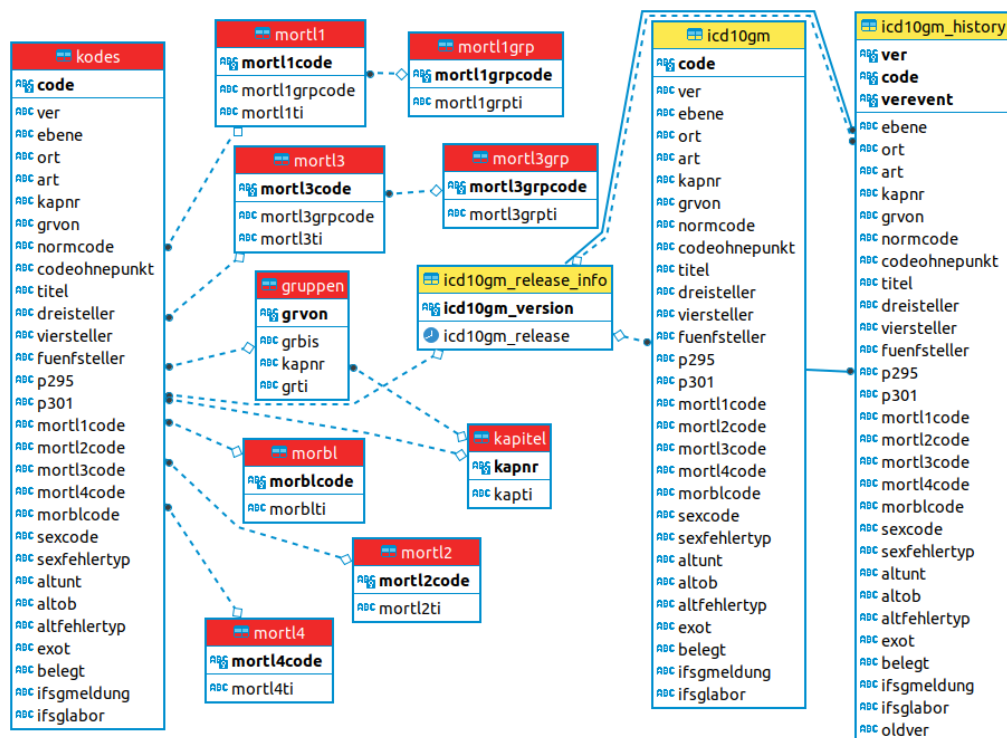 kodes
code
ver
ebene
ort
art
kapnr
grvon
normcode
codeohnepunkt
titel
dreisteller
viersteller
fuenfsteller
p295
p301
mortl1code
mortl2code
mortl3code
mortl4code
morblcode
sexcode
sexfehlertyp
altunt
altob
altfehlertyp
exot
belegt
ifsgmeldung
ifsglabor
mortl1
mortl1code
mortl1grpcode
mortl1ti
mortl1grp
mortl1grpcode
mortl1grpti
mortl3
mortl3code
mortl3grpcode
mortl3ti
mortl3grp
mortl3grpcode
mortl3grpti
gruppen
grvon
grbis
kapnr
grti
icd10gm_release_info
icd10gm_version
icd10gm_release
morbl
morblcode
morblti
kapitel
kapnr
kapti
mortl2
mortl2code
mortl2ti
mortl4
mortl4code
mortl4ti
icd10gm
code
ver
ebene
ort
art
kapnr
grvon
normcode
codeohnepunkt
titel
dreisteller
viersteller
fuenfsteller
p295
p301
mortl1code
mortl2code
mortl3code
mortl4code
morblcode
sexcode
sexfehlertyp
altunt
altob
altfehlertyp
exot
belegt
ifsgmeldung
ifsglabor
icd10gm_history
ver
code
verevent
ebene
ort
art
kapnr
grvon
normcode
codeohnepunkt
titel
dreisteller
viersteller
fuenfsteller
p295
p301
mortl1code
mortl2code
mortl3code
mortl4code
morblcode
sexcode
sexfehlertyp
altunt
altob
altfehlertyp
exot
belegt
ifsgmeldung
ifsglabor
oldver